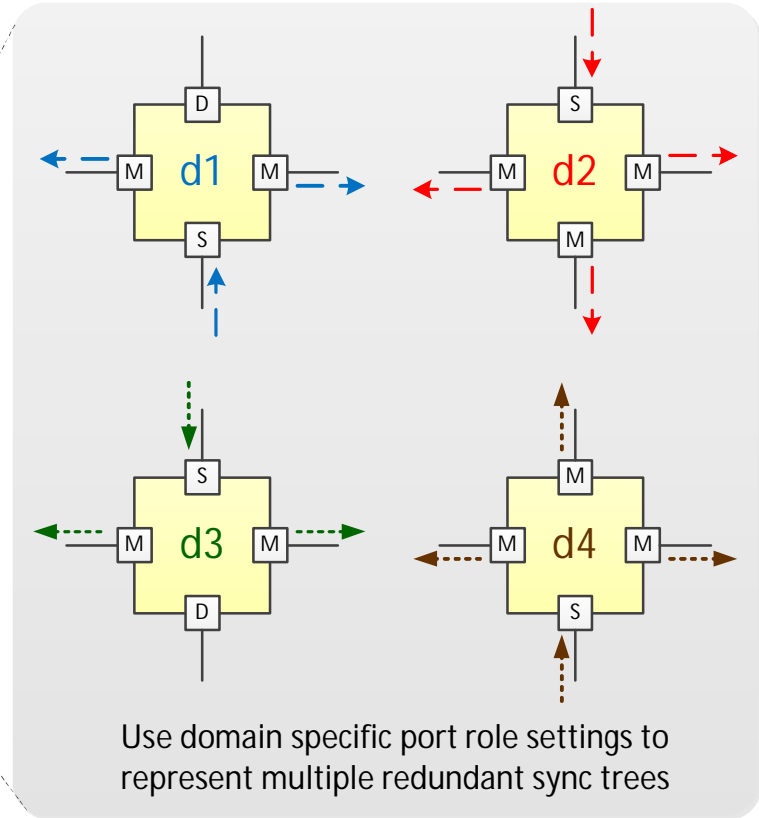 D
M d1 M
S
S
M d2 M
M
S
M d3 M
D
M
M d4 M
S
Use domain specific port role settings to
represent multiple redundant sync trees